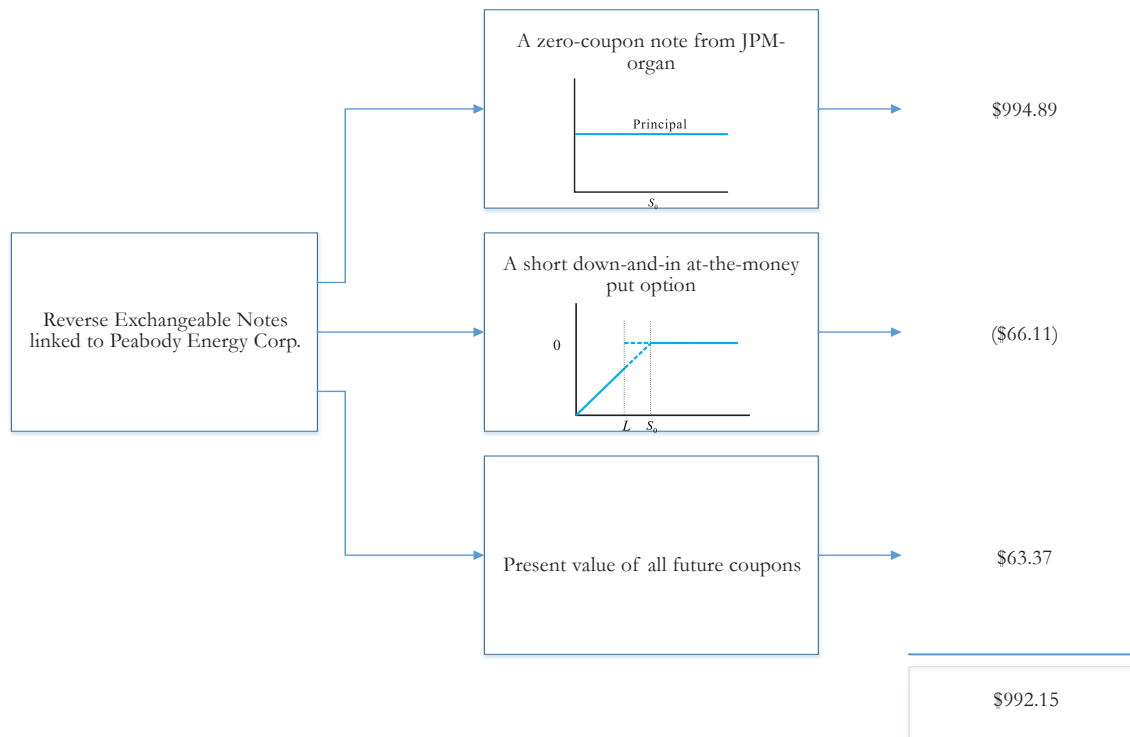 A zero-coupon note from JPM-
organ
Principal
S₀
$994.89
Reverse Exchangeable Notes
linked to Peabody Energy Corp.
A short down-and-in at-the-money
put option
0
L S₀
($66.11)
Present value of all future coupons
$63.37
$992.15